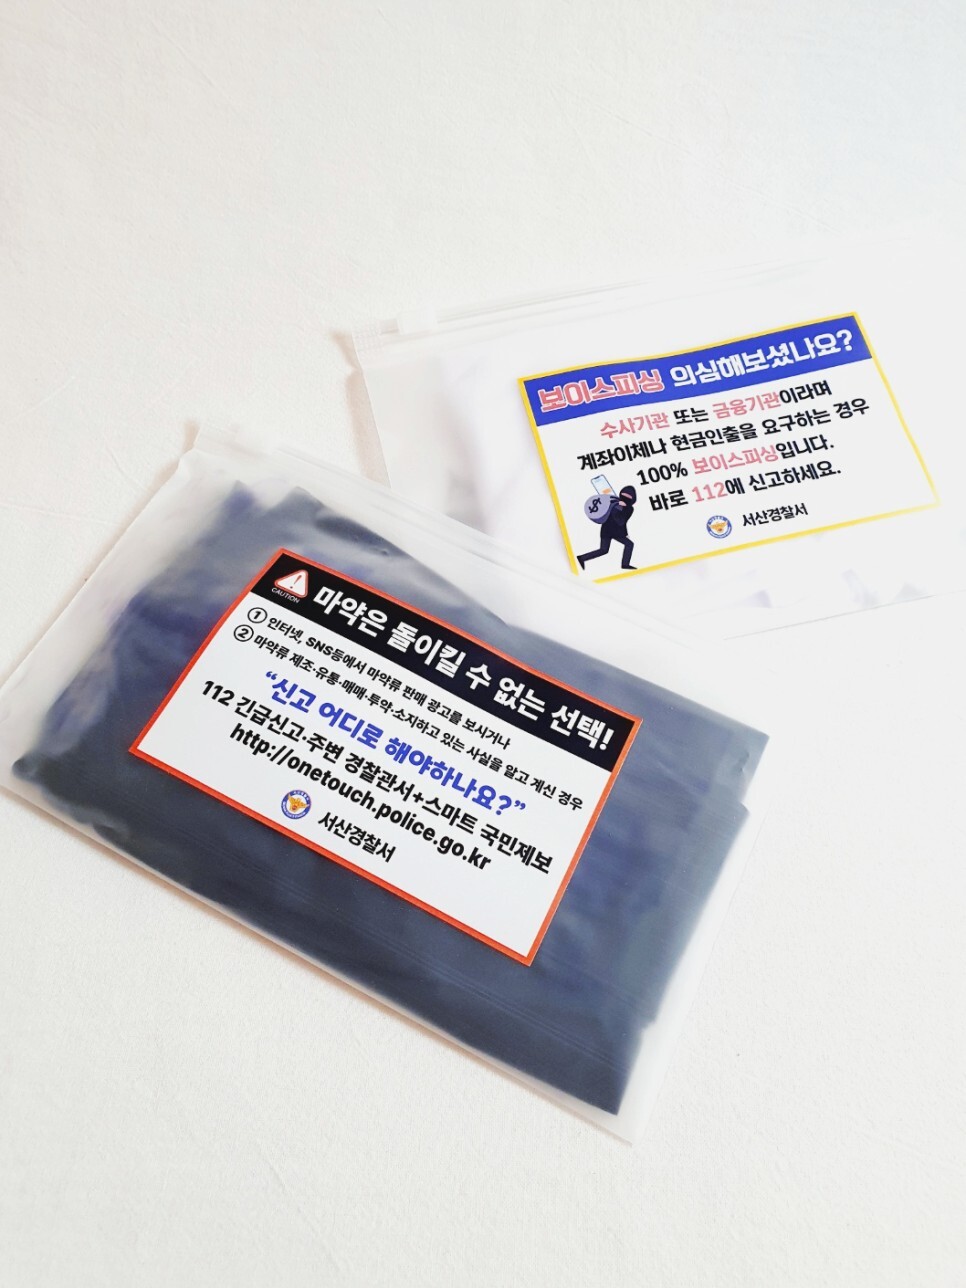 보이스피싱 의심해보셨나요?
수사기관 또는 금융기관이라며
계좌이체나 현금인출을 요구하는 경우
100% 보이스피싱입니다.
바로 112에 신고하세요.
$
서산경찰서
CAUTION
마약은 돌이킬 수 없는 선택!
① 인터넷, SNS등에서 마약류 판매 광고를 보시거나
② 마약류 제조·유통·매매·투약·소지하고 있는 사실을 알고 계신 경우
“신고 어디로 해야하나요?”
112 긴급신고·주변 경찰관서+스마트 국민제보
http://onetouch.police.go.kr
서산경찰서